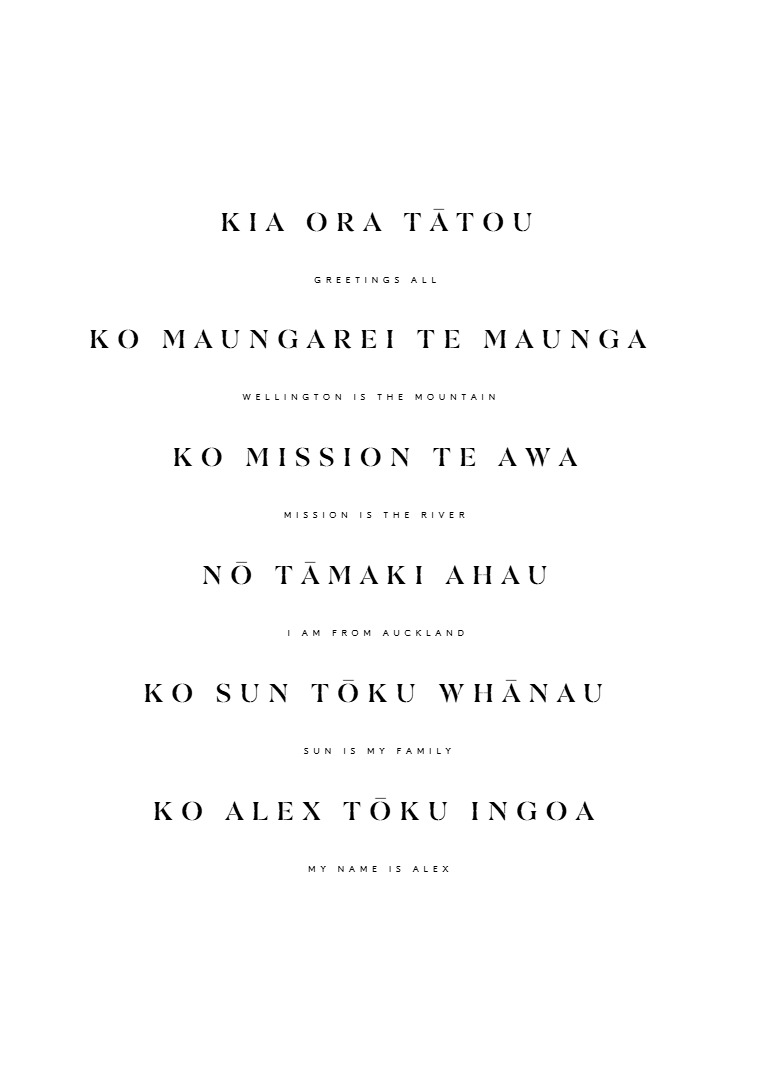 KIA ORA TĀTOU
GREETINGS ALL
KO MAUNGAREI TE MAUNGA
WELLINGTON IS THE MOUNTAIN
KO MISSION TE AWA
MISSION IS THE RIVER
NŌ TĀMAKI AHAU
I AM FROM AUCKLAND
KO SUN TŌKU WHĀNAU
SUN IS MY FAMILY
KO ALEX TŌKU INGOA
MY NAME IS ALEX